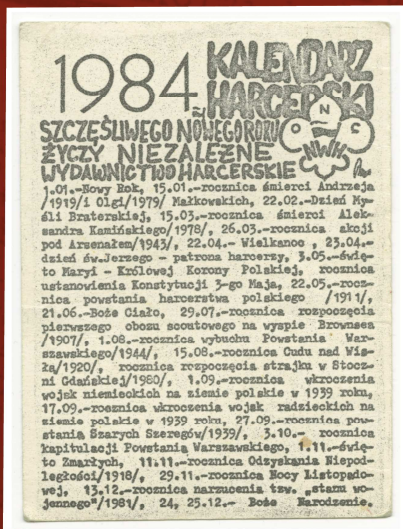 1984
KALENDARZ
HARCERSKI
SZCZĘŚLIWEGO NOWEGO ROKU
ŻYCZY NIEZALEŻNE
WYDAWNICTWO HARCERSKIE
N
NWH
1.01.-Nowy Rok, 15.01.-rocznica śmierci Andrzeja
/1919/i Olgi/1979/ Małkowskich, 22.02.-Dzień My-
śli Braterskiej, 15.03.-rocznica śmierci Alek-
sandra Kamińskiego/1978/, 26.03.-rocznica akcji
pod Arsenałem/1943/, 22.04.- Wielkanoc , 23.04.-
dzień św.Jerzego - patrona harcerzy, 3.05.-świę-
to Maryi - Królowej Korony Polskiej, rocznica
ustanowienia Konstytucji 3-go Maja, 22.05.-rocz-
nica powstania harcerstwa polskiego /1911/,
21.06.-Boże Ciało, 29.07.-rocznica rozpoczęcia
pierwszego obozu scoutowego na wyspie Brownsea
/1907/, 1.08.-rocznica wybuchu Powstania War-
szawskiego/1944/, 15.08.-rocznica Cudu nad Wis-
łą/1920/, rocznica rozpoczęcia strajku w Stocz-
ni Gdańskiej/1980/, 1.09.-rocznica wkroczenia
wojsk niemieckich na ziemie polskie w 1939 roku,
17.09.-rocznica wkroczenia wojsk radzieckich na
ziemie polskie w 1939 roku, 27.09.-rocznica pow-
stania Szarych Szeregów/1939/, 3.10.- rocznica
kapitulacji Powstania Warszawskiego, 1.11.-świę-
to Zmarłych, 11.11.-rocznica Odzyskania Niepod-
ległości/1918/, 29.11.-rocznica Nocy Listopado-
wej, 13.12.-rocznica narzucenia tzw. „stanu wo-
jennego"/1981/, 24, 25.12.- Boże Narodzenie.